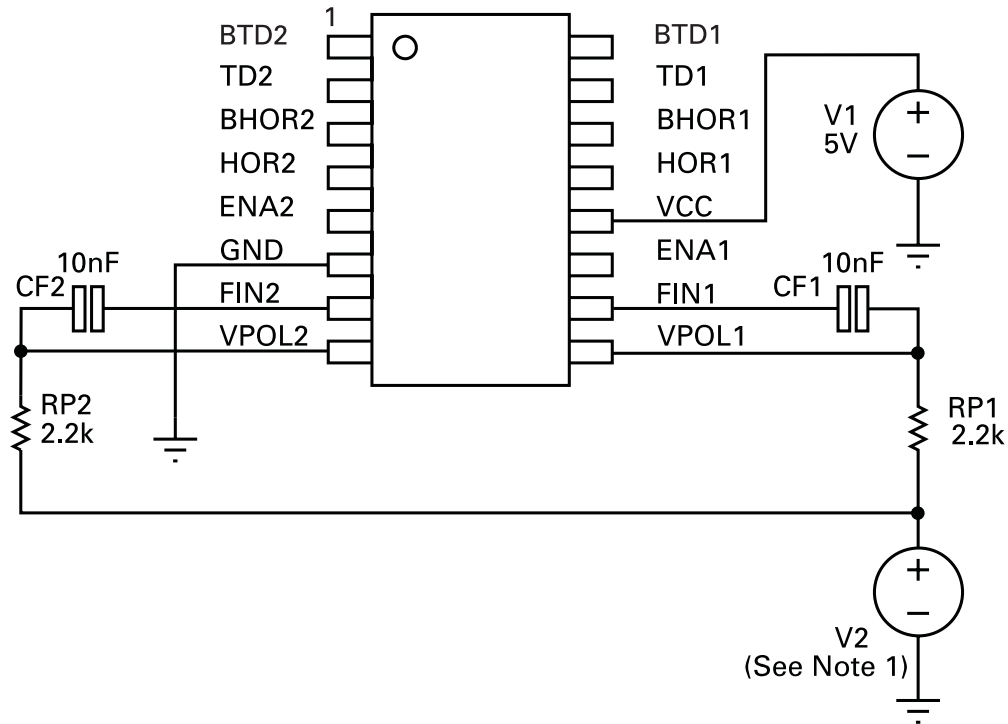 1
BTD2
BTD1
TD2
TD1
BHOR2
BHOR1
HOR2
HOR1
ENA2
VCC
GND
ENA1
FIN2
FIN1
VPOL2
VPOL1
V1
5V
10nF
CF2
10nF
CF1
RP2
2.2k
RP1
2.2k
V2
(See Note 1)